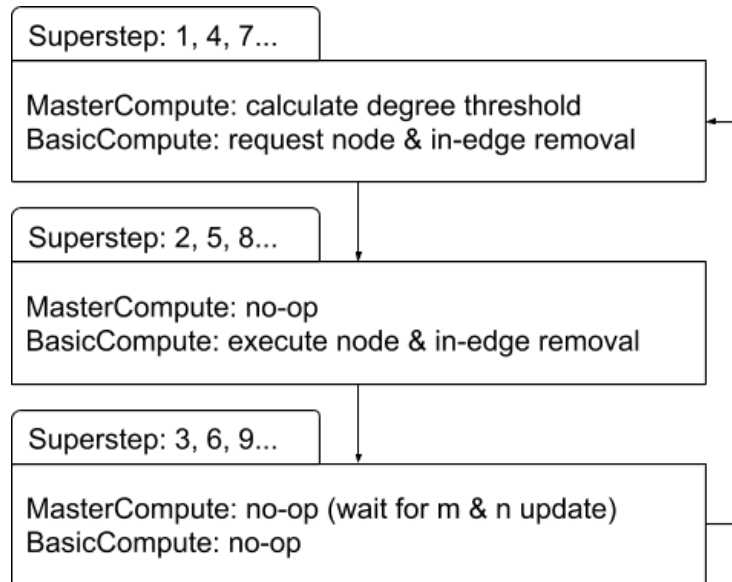 Superstep: 1, 4, 7...
MasterCompute: calculate degree threshold
BasicCompute: request node & in-edge removal
Superstep: 2, 5, 8...
MasterCompute: no-op
BasicCompute: execute node & in-edge removal
Superstep: 3, 6, 9...
MasterCompute: no-op (wait for m & n update)
BasicCompute: no-op